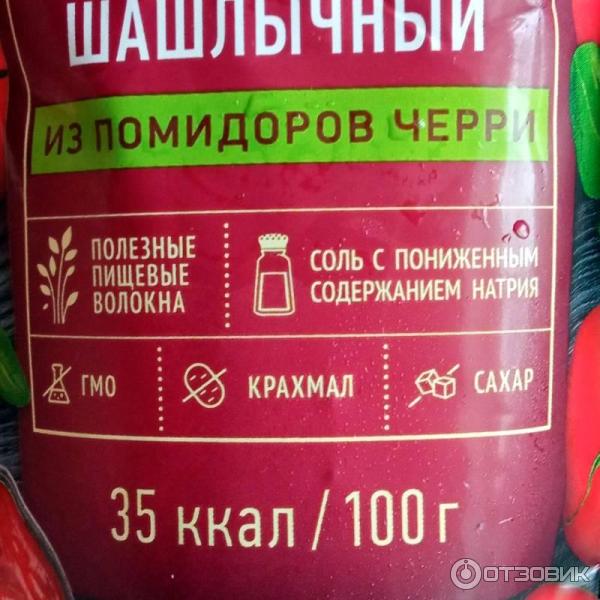 ШАШЛЫЧНЫЙ
ИЗ ПОМИДОРОВ ЧЕРРИ
ПОЛЕЗНЫЕ
ПИЩЕВЫЕ
ВОЛОКНА
СОЛЬ С ПОНИЖЕННЫМ
СОДЕРЖАНИЕМ НАТРИЯ
ГМО
КРАХМАЛ
САХАР
35 ккал / 100 г
ОТЗОВИК